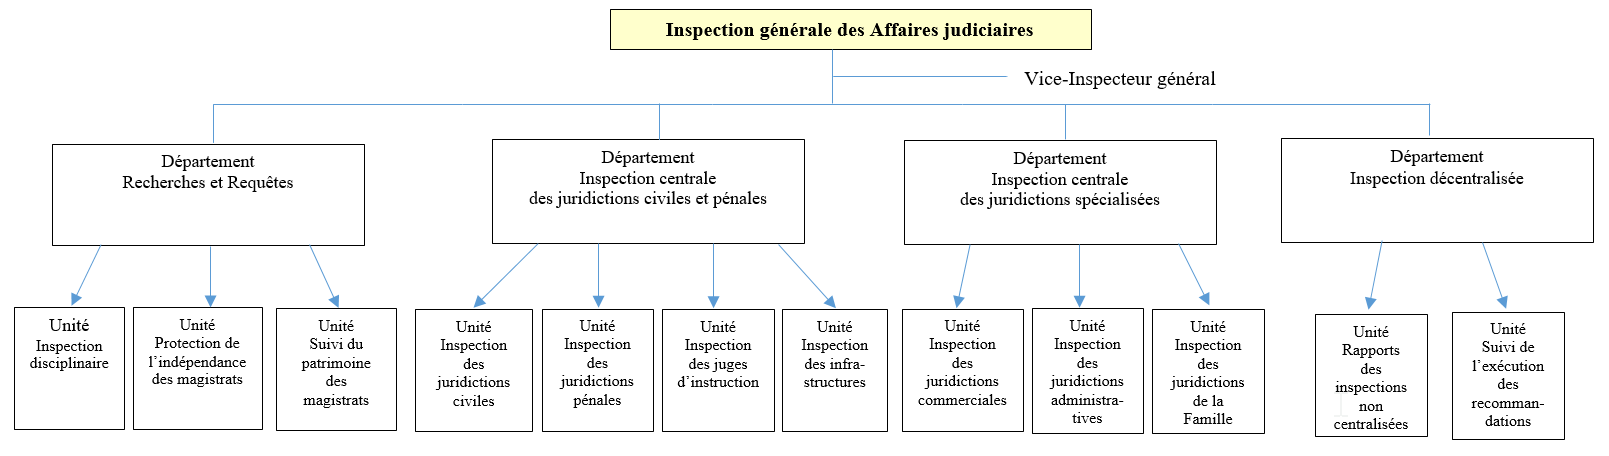 Inspection générale des Affaires judiciaires
Vice-Inspecteur général
Département
Recherches et Requêtes
Département
Inspection centrale
des juridictions civiles et pénales
Département
Inspection centrale
des juridictions spécialisées
Département
Inspection décentralisée
Unité
Inspection
disciplinaire
Unité
Protection de
l’indépendance
des magistrats
Unité
Suivi du
patrimoine
des
magistrats
Unité
Inspection
des
juridictions
civiles
Unité
Inspection
des
juridictions
pénales
Unité
Inspection
des juges
d’instruction
Unité
Inspection
des infra-
structures
Unité
Inspection
des
juridictions
commerciales
Unité
Inspection
des
juridictions
administra-
tives
Unité
Inspection
des
juridictions
de la
Famille
Unité
Rapports
des
inspections
non
centralisées
Unité
Suivi de
l’exécution
des
recomman-
dations